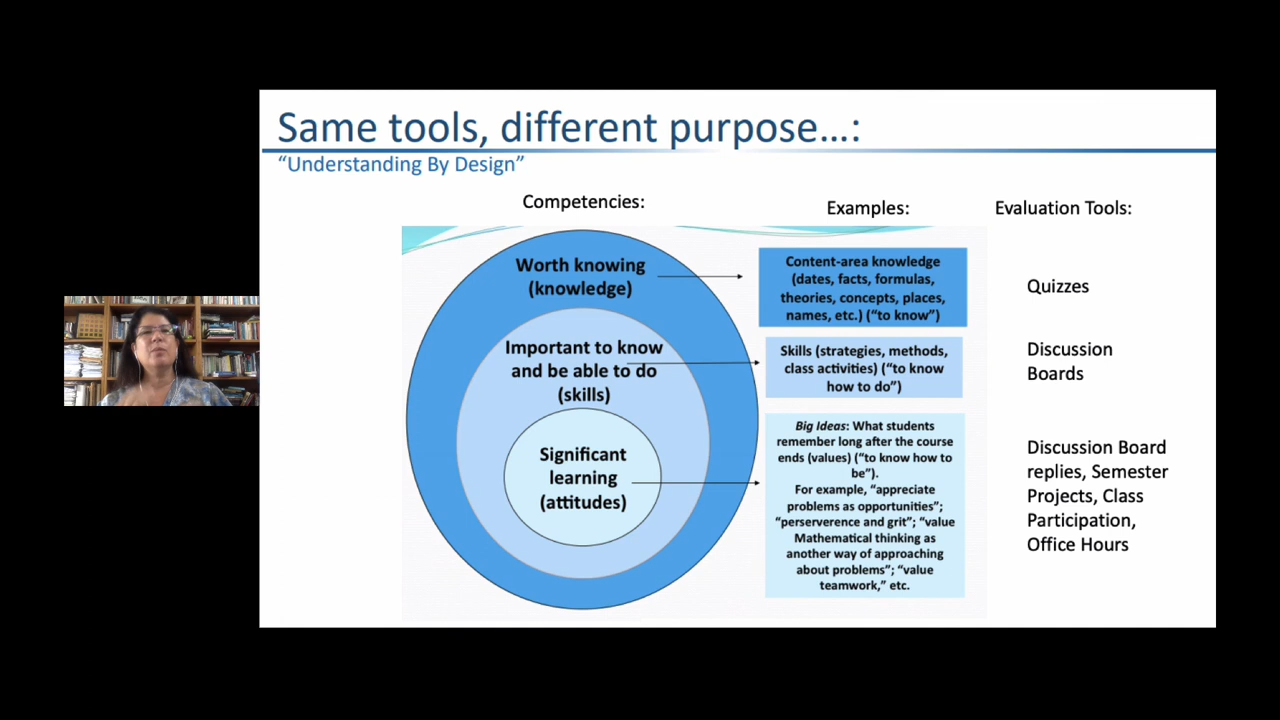 Same tools, different purpose…:
“Understanding By Design”
Competencies:
Examples:
Evaluation Tools:
Worth knowing
(knowledge)
Content-area knowledge
(dates, facts, formulas,
theories, concepts, places,
names, etc.) (“to know”)
Quizzes
Important to know
and be able to do
(skills)
Skills (strategies, methods,
class activities) (“to know
how to do”)
Discussion
Boards
Significant
learning
(attitudes)
Big Ideas: What students
remember long after the course
ends (values) (“to know how to
be”).
For example, “appreciate
problems as opportunities”;
“perserverence and grit”; “value
Mathematical thinking as
another way of approaching
about problems”; “value
teamwork,” etc.
Discussion Board
replies, Semester
Projects, Class
Participation,
Office Hours